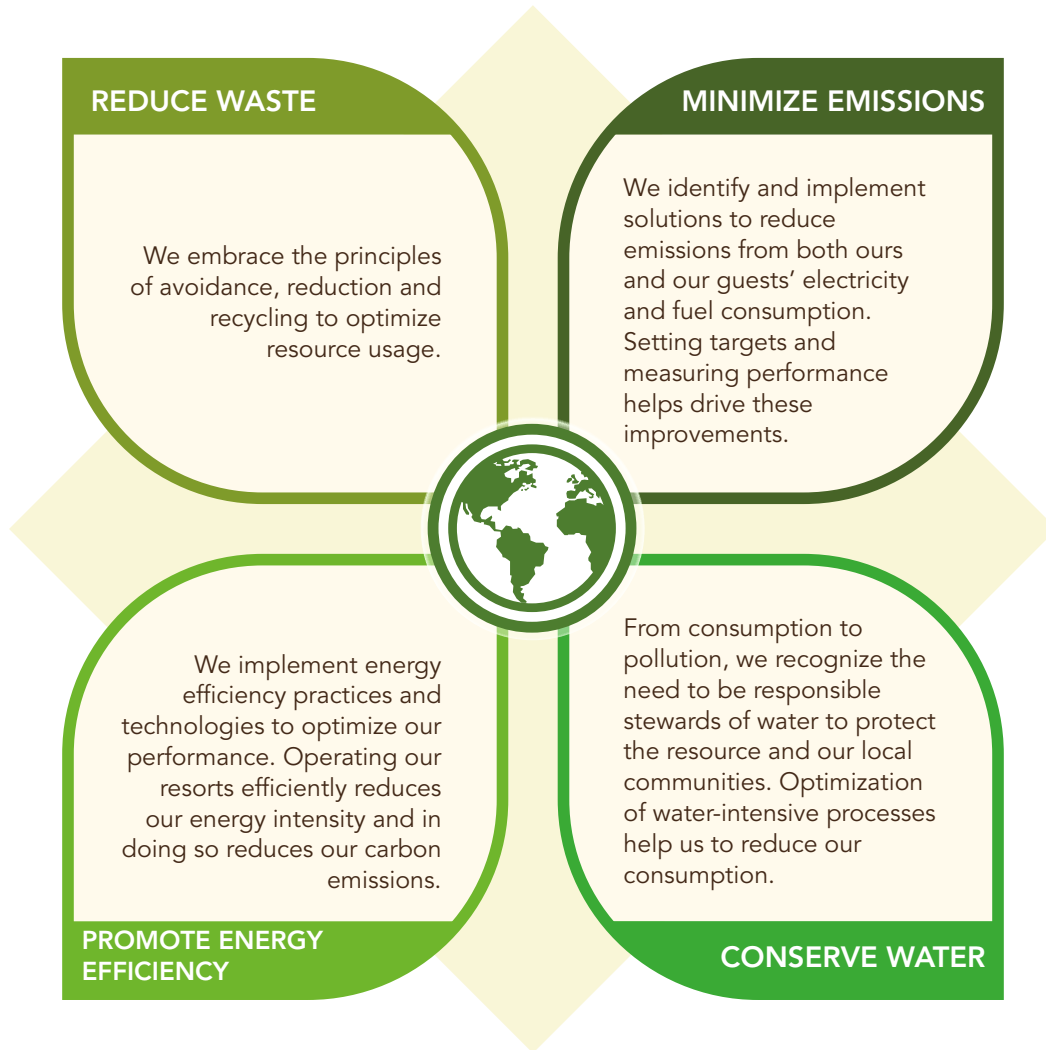 REDUCE WASTE
We embrace the principles
of avoidance, reduction and
recycling to optimize
resource usage.
MINIMIZE EMISSIONS
We identify and implement
solutions to reduce
emissions from both ours
and our guests’ electricity
and fuel consumption.
Setting targets and
measuring performance
helps drive these
improvements.
We implement energy
efficiency practices and
technologies to optimize our
performance. Operating our
resorts efficiently reduces
our energy intensity and in
doing so reduces our carbon
emissions.
PROMOTE ENERGY
EFFICIENCY
From consumption to
pollution, we recognize the
need to be responsible
stewards of water to protect
the resource and our local
communities. Optimization
of water-intensive processes
help us to reduce our
consumption.
CONSERVE WATER